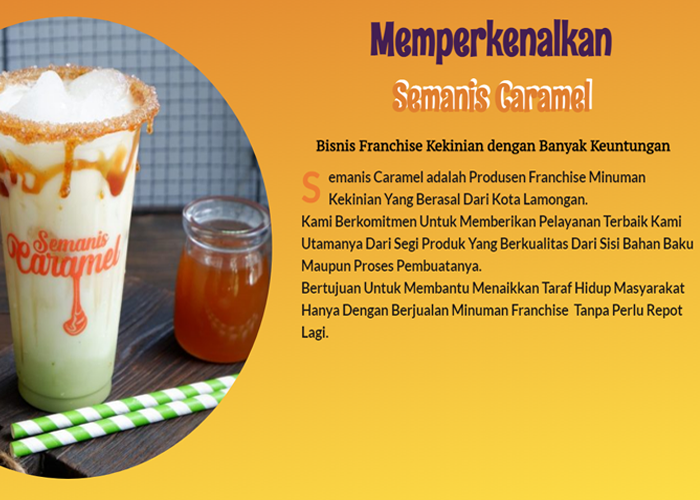 Memperkenalkan
Semanis Caramel
Bisnis Franchise Kekinian dengan Banyak Keuntungan
Semanis Caramel adalah Produsen Franchise Minuman
Kekinian Yang Berasal Dari Kota Lamongan.
Kami Berkomitmen Untuk Memberikan Pelayanan Terbaik Kami
Utamanya Dari Segi Produk Yang Berkualitas Dari Sisi Bahan Baku
Maupun Proses Pembuatanya.
Bertujuan Untuk Membantu Menaikkan Taraf Hidup Masyarakat
Hanya Dengan Berjualan Minuman Franchise Tanpa Perlu Repot
Lagi.
Semanis
Caramel